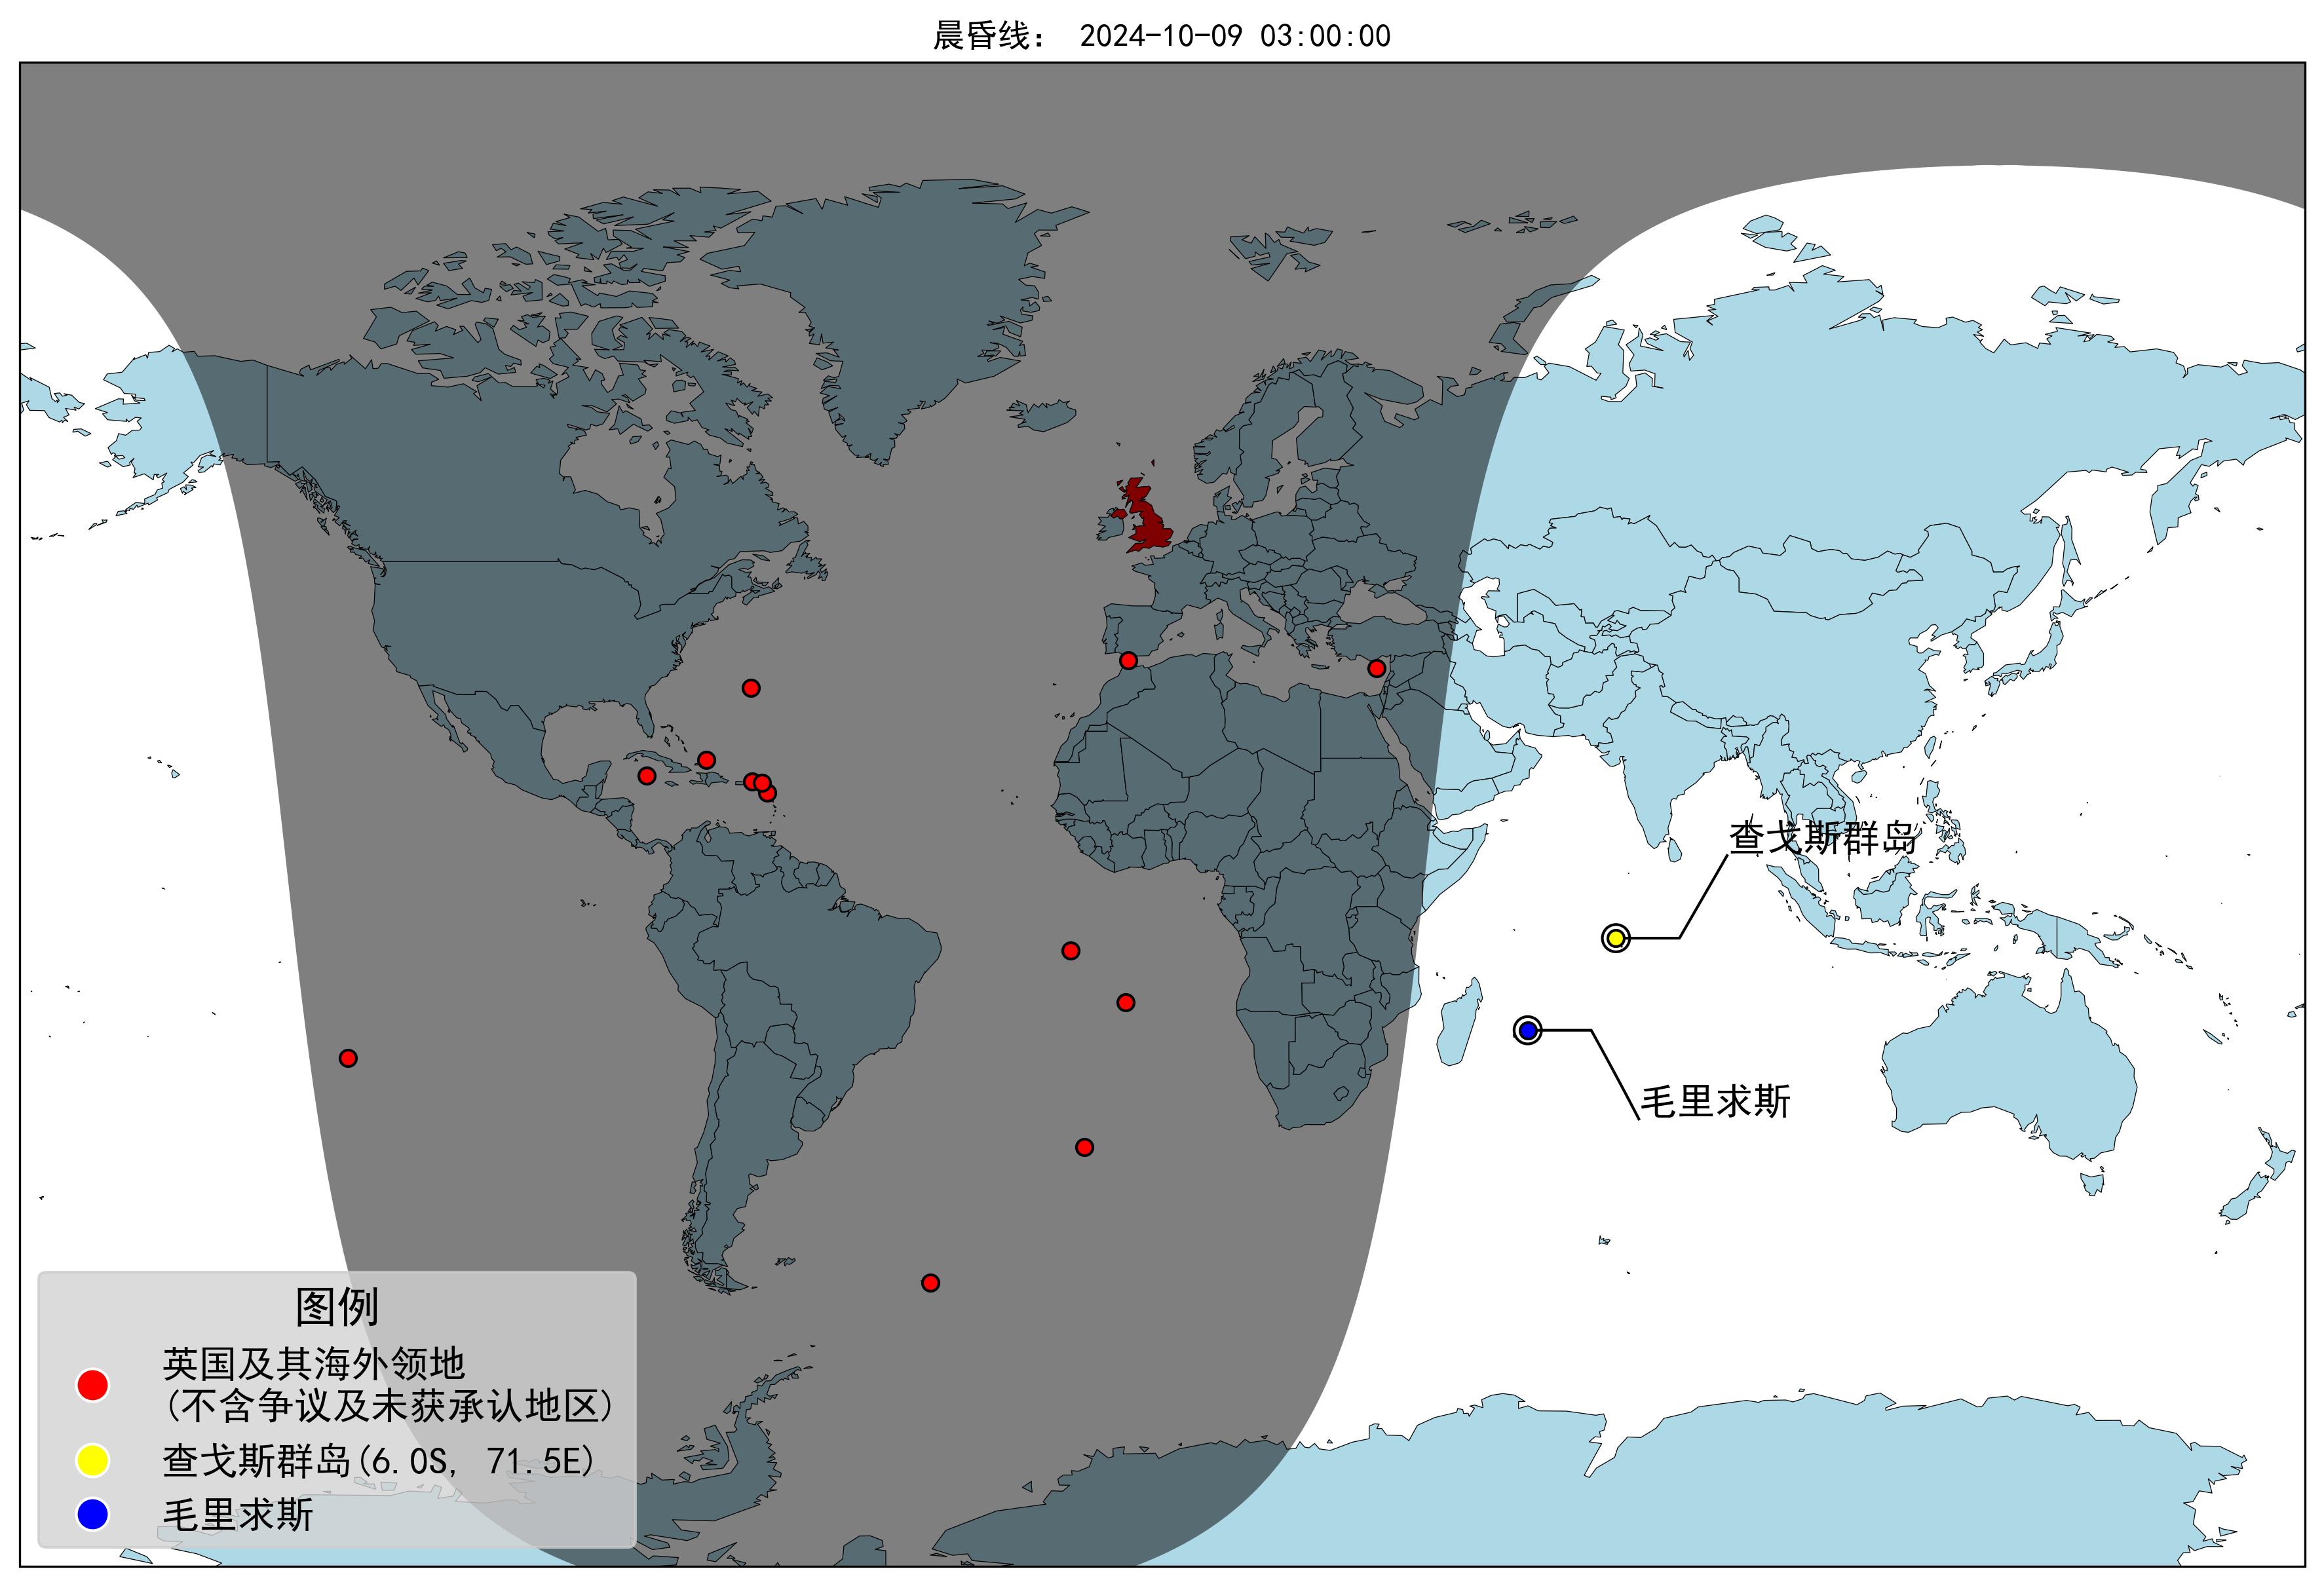 晨昏线： 2024-10-09 03:00:00
查戈斯群岛
毛里求斯
图例
英国及其海外领地
(不含争议及未获承认地区)
查戈斯群岛(6.0S, 71.5E)
毛里求斯